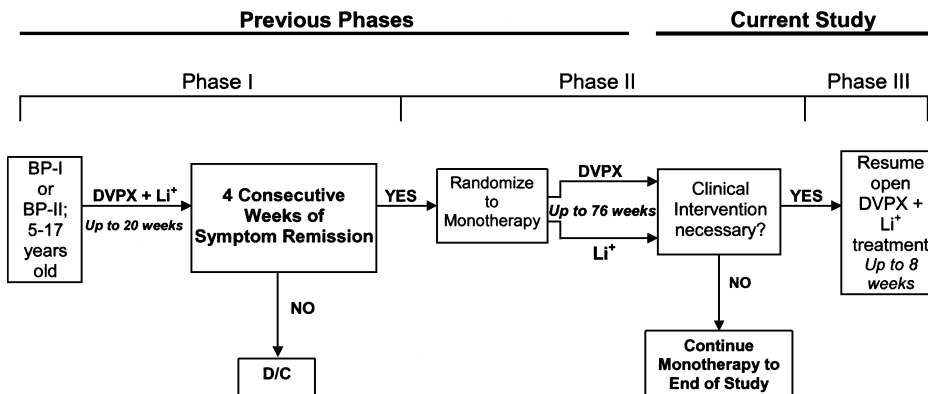 Previous Phases
Current Study
Phase I
Phase II
Phase III
BP-I
or
BP-II;
5-17
years
old
DVPX + Li⁺
Up to 20 weeks
4 Consecutive
Weeks of
Symptom Remission
YES
NO
D/C
Randomize
to
Monotherapy
DVPX
Up to 76 weeks
Li⁺
Clinical
Intervention
necessary?
YES
NO
Continue
Monotherapy to
End of Study
Resume
open
DVPX +
Li⁺
treatment
Up to 8
weeks